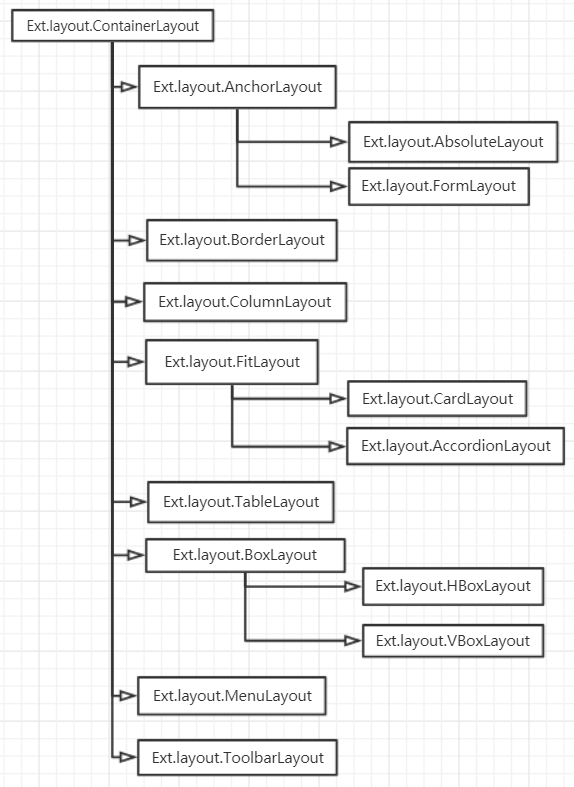 Ext.layout.ContainerLayout
Ext.layout.AnchorLayout
Ext.layout.AbsoluteLayout
Ext.layout.FormLayout
Ext.layout.BorderLayout
Ext.layout.ColumnLayout
Ext.layout.FitLayout
Ext.layout.CardLayout
Ext.layout.AccordionLayout
Ext.layout.TableLayout
Ext.layout.BoxLayout
Ext.layout.HBoxLayout
Ext.layout.VBoxLayout
Ext.layout.MenuLayout
Ext.layout.ToolbarLayout